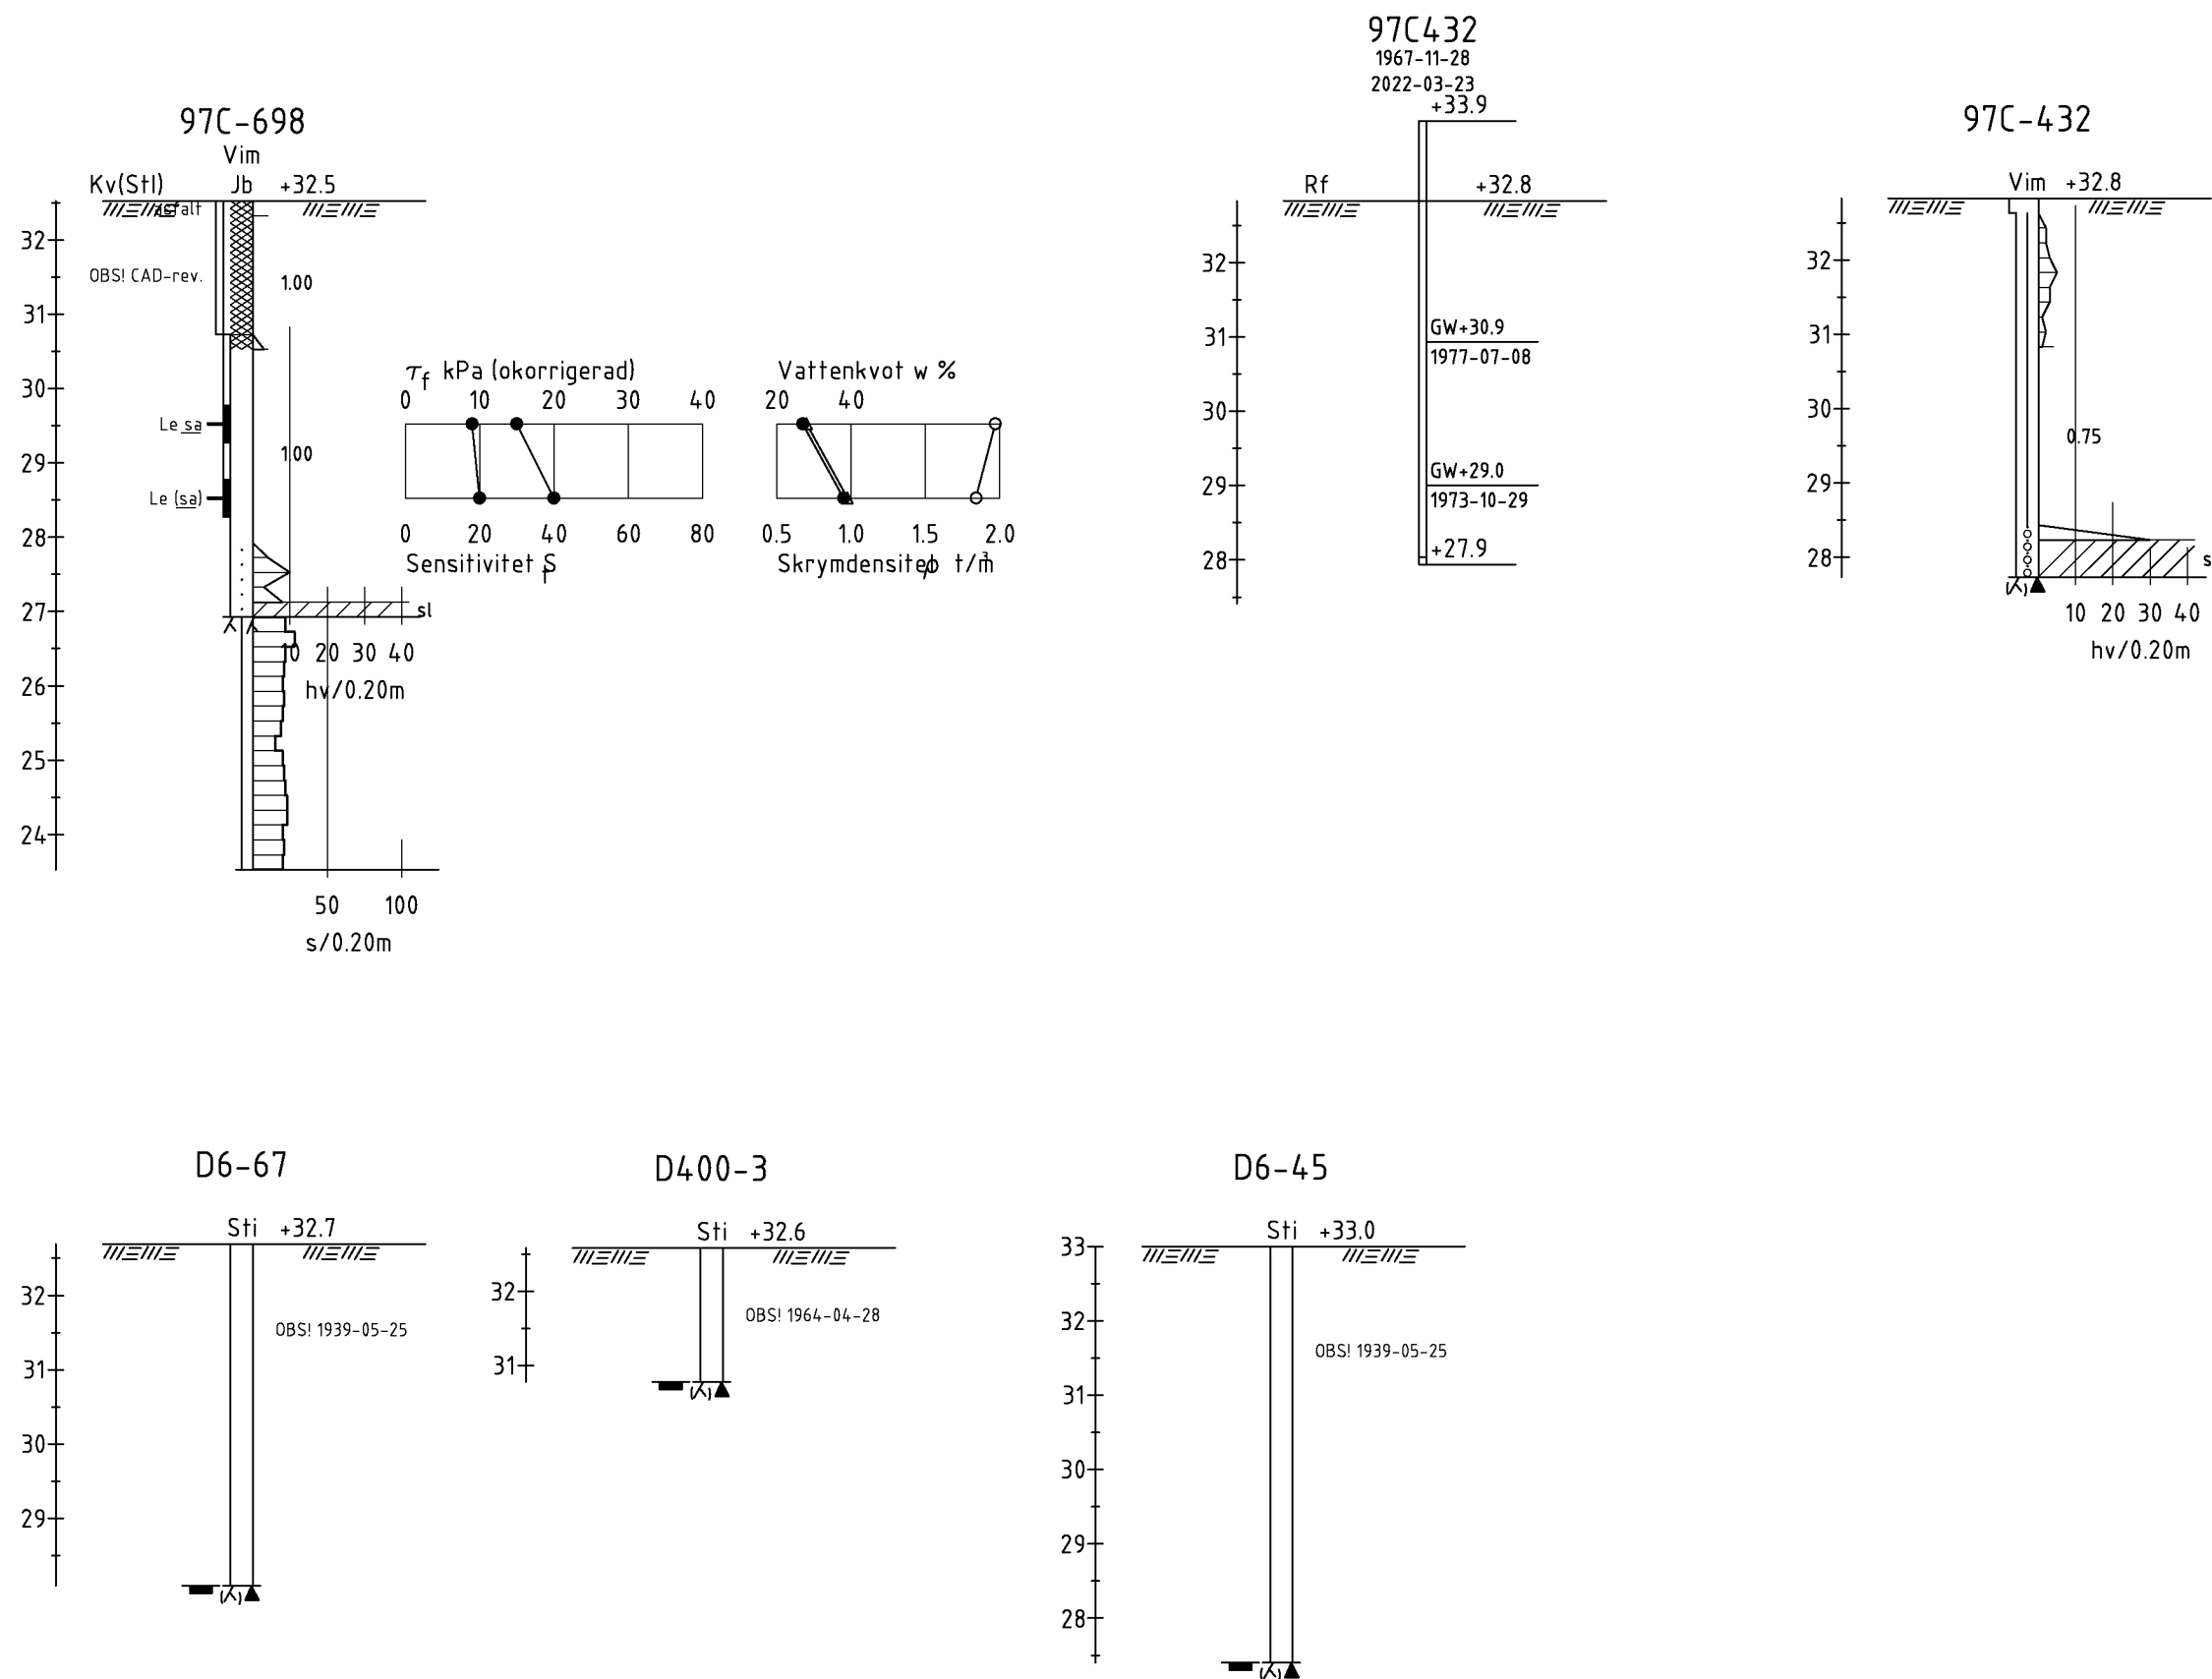 97C-698
Vim
Kv(StI) Jb +32.5
asfalt
32
OBS! CAD-rev.
1.00
31
30
Le sa
29
1.00
Le (sa)
28
27
sl
10 20 30 40
hv/0.20m
26
25
24
50 100
s/0.20m
τf kPa (okorrigerad)
0 10 20 30 40
0 20 40 60 80
Sensitivitet St
Vattenkvot w %
20 40
0.5 1.0 1.5 2.0
Skrymdensitet ρ t/m³
97C432
1967-11-28
2022-03-23
+33.9
Rf +32.8
32
31
GW+30.9
1977-07-08
30
29
GW+29.0
1973-10-29
28
+27.9
97C-432
Vim +32.8
32
31
30
0.75
29
28
s
10 20 30 40
hv/0.20m
D6-67
Sti +32.7
32
OBS! 1939-05-25
31
30
29
D400-3
Sti +32.6
32
OBS! 1964-04-28
31
D6-45
Sti +33.0
33
32
OBS! 1939-05-25
31
30
29
28